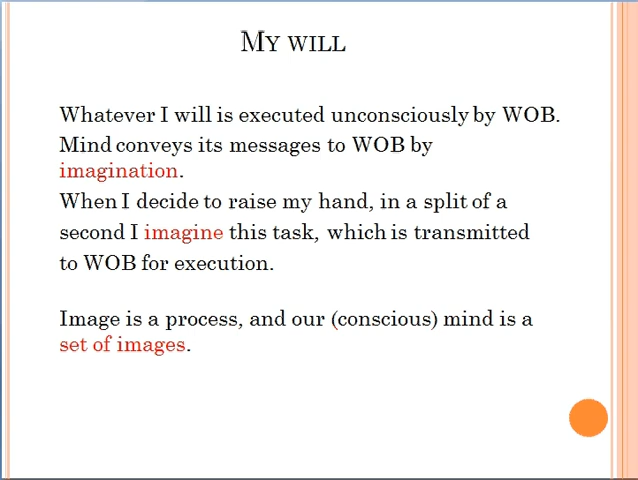 MY WILL
Whatever I will is executed unconsciously by WOB.
Mind conveys its messages to WOB by
imagination.
When I decide to raise my hand, in a split of a
second I imagine this task, which is transmitted
to WOB for execution.
Image is a process, and our (conscious) mind is a
set of images.